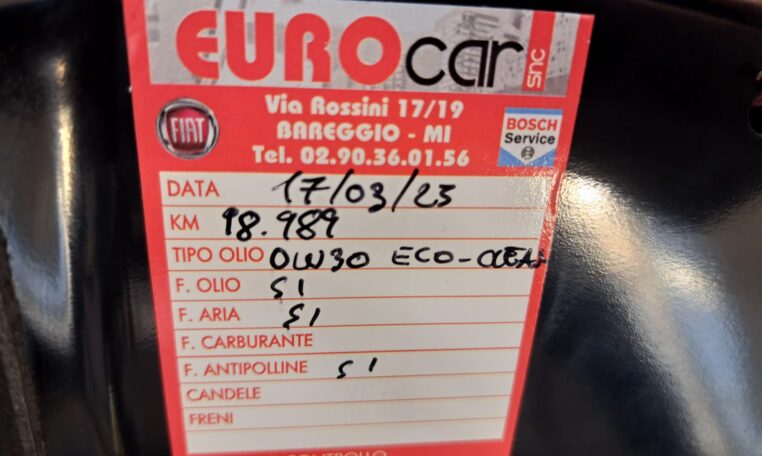 EUROcar snc
Via Rossini 17/19
FIAT
BAREGGIO - MI
BOSCH
Service
Tel. 02.90.36.01.56
DATA 17/03/23
KM 18.989
TIPO OLIO 0W30 ECO-CLEAN
F. OLIO SI
F. ARIA SI
F. CARBURANTE
F. ANTIPOLLINE SI
CANDELE
FRENI